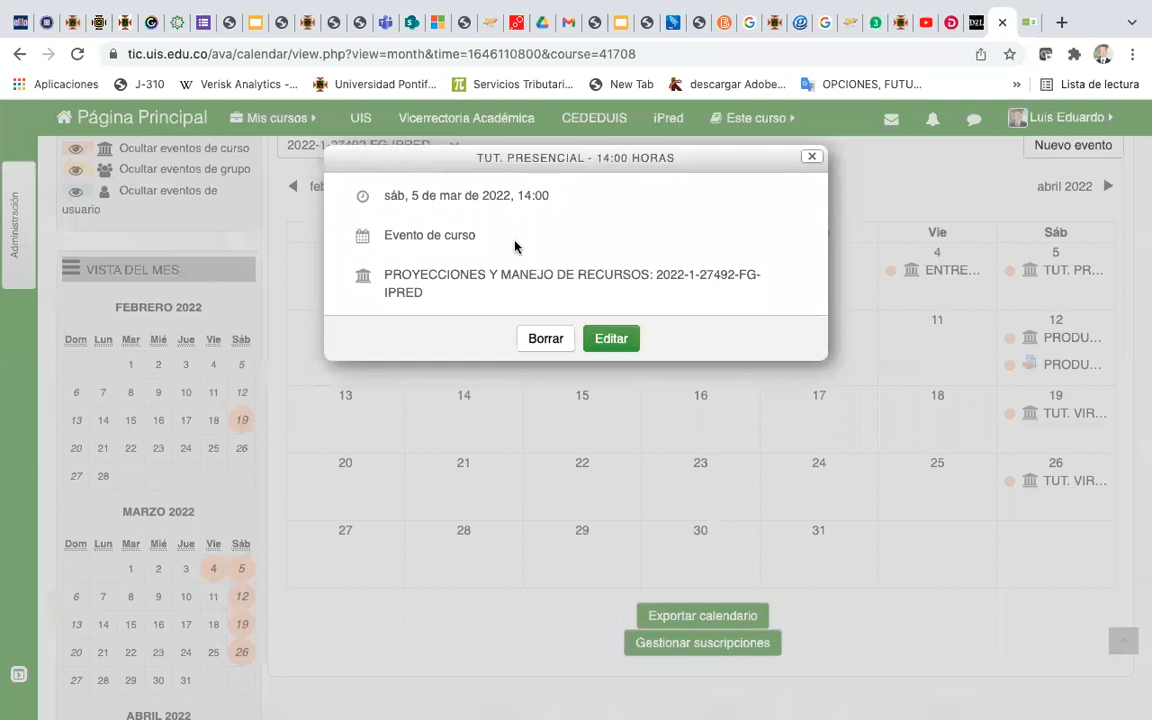 tic.uis.edu.co/ava/calendar/view.php?view=month&time=1646110800&course=41708
Aplicaciones J-310 Verisk Analytics -... Universidad Pontif... Servicios Tributari... New Tab descargar Adobe... OPCIONES, FUTU... » Lista de lectura
Página Principal Mis cursos UIS Vicerrectoría Académica CEDEDUIS iPred Este curso Luis Eduardo
Administración
Ocultar eventos de curso
Ocultar eventos de grupo
Ocultar eventos de
usuario
VISTA DEL MES
FEBRERO 2022
Dom Lun Mar Mié Jue Vie Sáb
1 2 3 4 5
6 7 8 9 10 11 12
13 14 15 16 17 18 19
20 21 22 23 24 25 26
27 28
MARZO 2022
Dom Lun Mar Mié Jue Vie Sáb
1 2 3 4 5
6 7 8 9 10 11 12
13 14 15 16 17 18 19
20 21 22 23 24 25 26
27 28 29 30 31
ABRIL 2022
2022-1-27492-FG-IPRED
Nuevo evento
abril 2022
TUT. PRESENCIAL - 14:00 HORAS
sáb, 5 de mar de 2022, 14:00
Evento de curso
PROYECCIONES Y MANEJO DE RECURSOS: 2022-1-27492-FG-
IPRED
Borrar Editar
Vie Sáb
4 5
ENTRE... TUT. PR...
11 12
PRODU...
PRODU...
13 14 15 16 17 18 19
TUT. VIR...
20 21 22 23 24 25 26
TUT. VIR...
27 28 29 30 31
Exportar calendario
Gestionar suscripciones